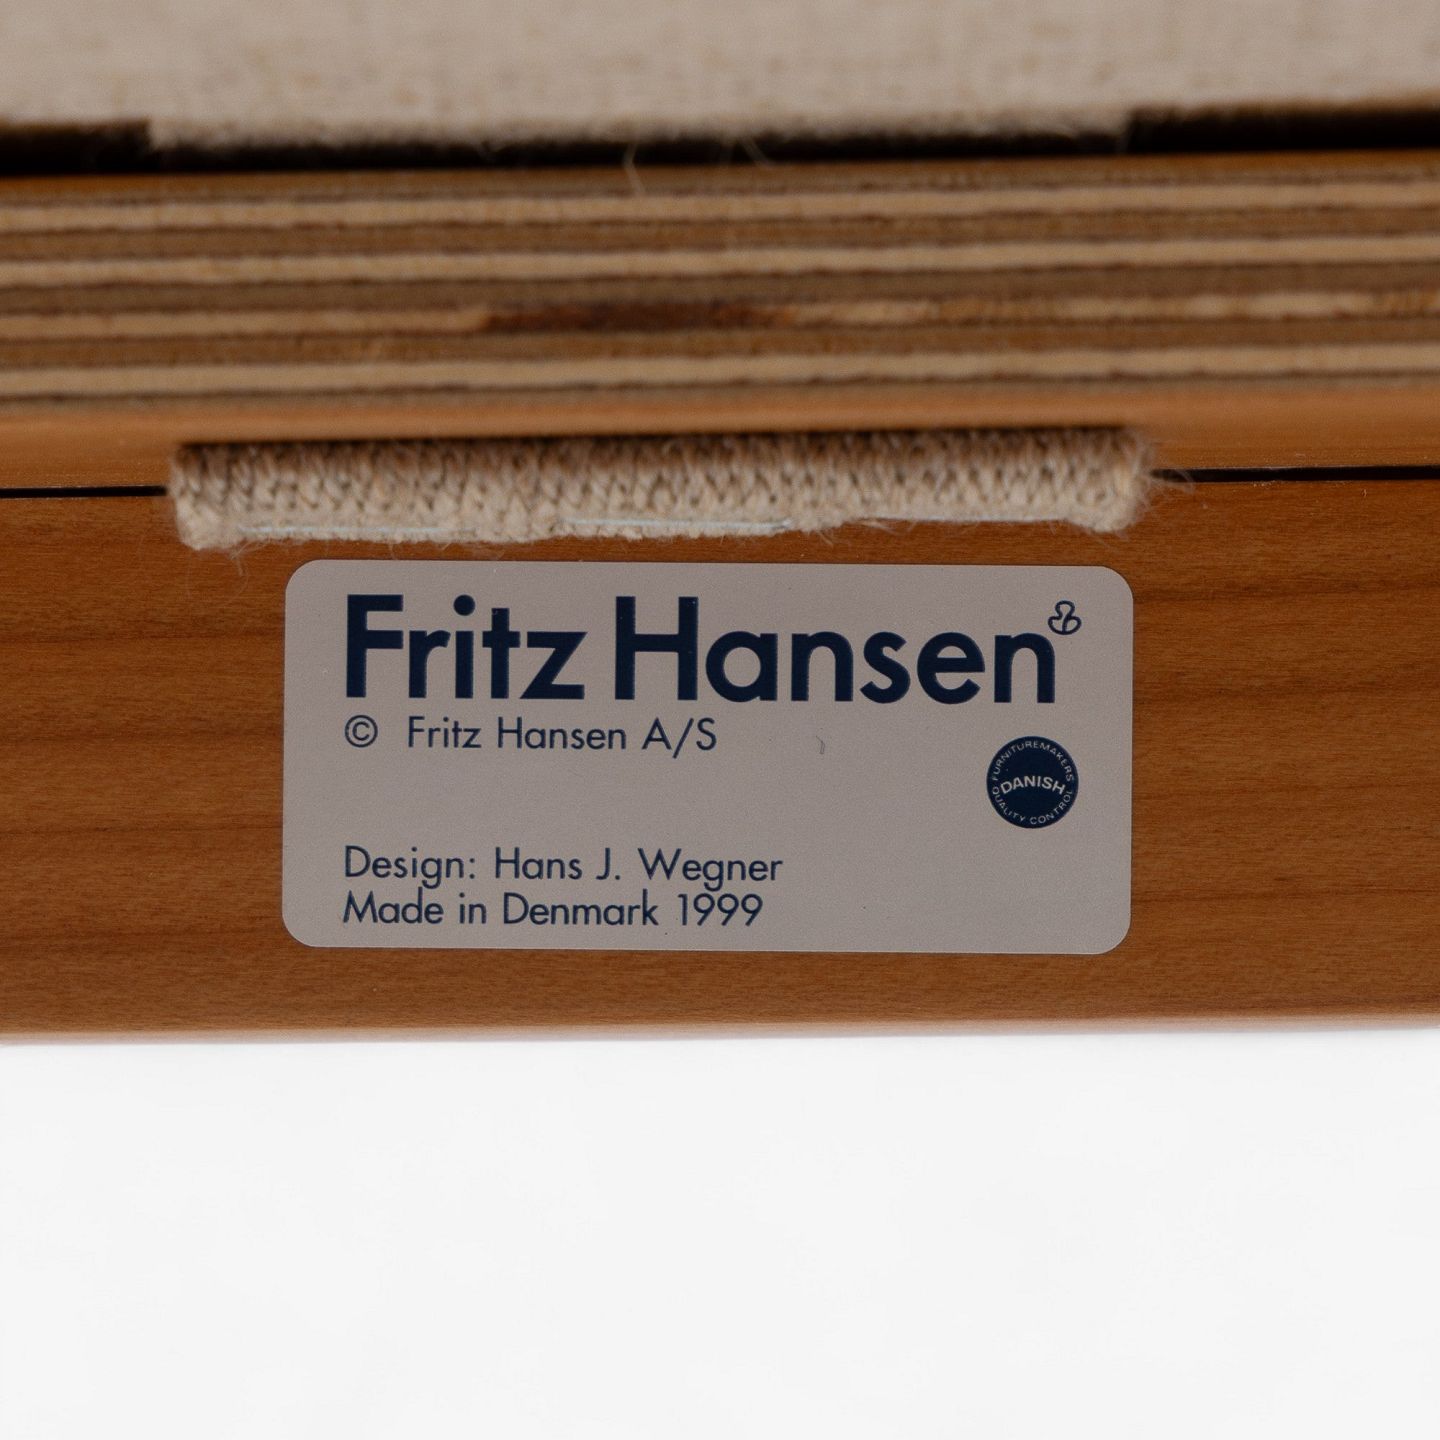 Fritz Hansen
© Fritz Hansen A/S
FURNITUREMAKERS'
DANISH
QUALITY CONTROL
Design: Hans J. Wegner
Made in Denmark 1999